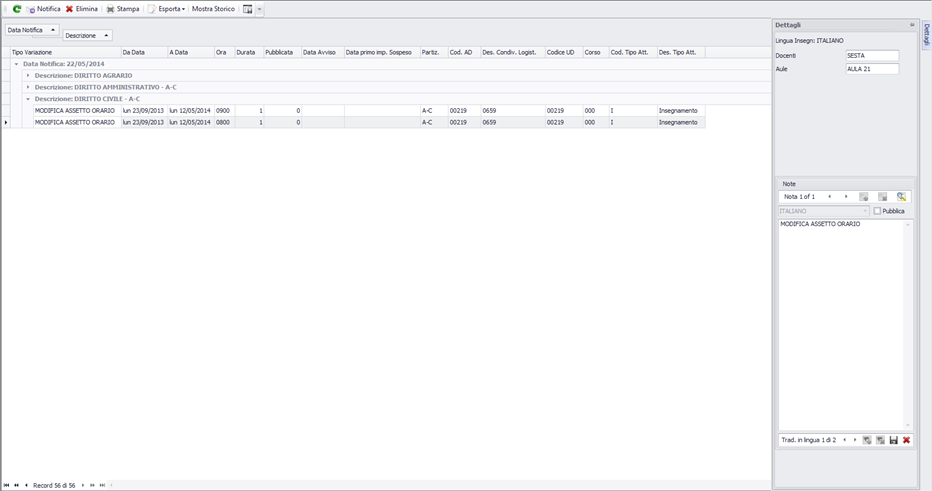 Notifica Elimina Stampa Esporta Mostra Storico
Data Notifica
Descrizione
Tipo Variazione Da Data A Data Ora Durata Pubblicata Data Avviso Data primo imp. Sospeso Partiz. Cod. AD Des. Condiv. Logist. Codice UD Corso Cod. Tipo Att. Des. Tipo Att.
Data Notifica: 22/05/2014
Descrizione: DIRITTO AGRARIO
Descrizione: DIRITTO AMMINISTRATIVO - A-C
Descrizione: DIRITTO CIVILE - A-C
MODIFICA ASSETTO ORARIO lun 23/09/2013 lun 12/05/2014 0900 1 0 A-C 00219 0659 00219 000 I Insegnamento
MODIFICA ASSETTO ORARIO lun 23/09/2013 lun 12/05/2014 0800 1 0 A-C 00219 0659 00219 000 I Insegnamento
Record 56 di 56
Dettagli
Lingua Insegn: ITALIANO
Docenti SESTA
Aule AULA 21
Note
Nota 1 of 1
ITALIANO Pubblica
MODIFICA ASSETTO ORARIO
Trad. in lingua 1 di 2
Dettagli